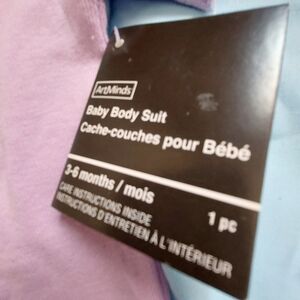 ArtMinds
Baby Body Suit
Cache-couches pour Bébé
3-6 months / mois
1 pc
CARE INSTRUCTIONS INSIDE
INSTRUCTIONS D'ENTRETIEN À L'INTÉRIEUR